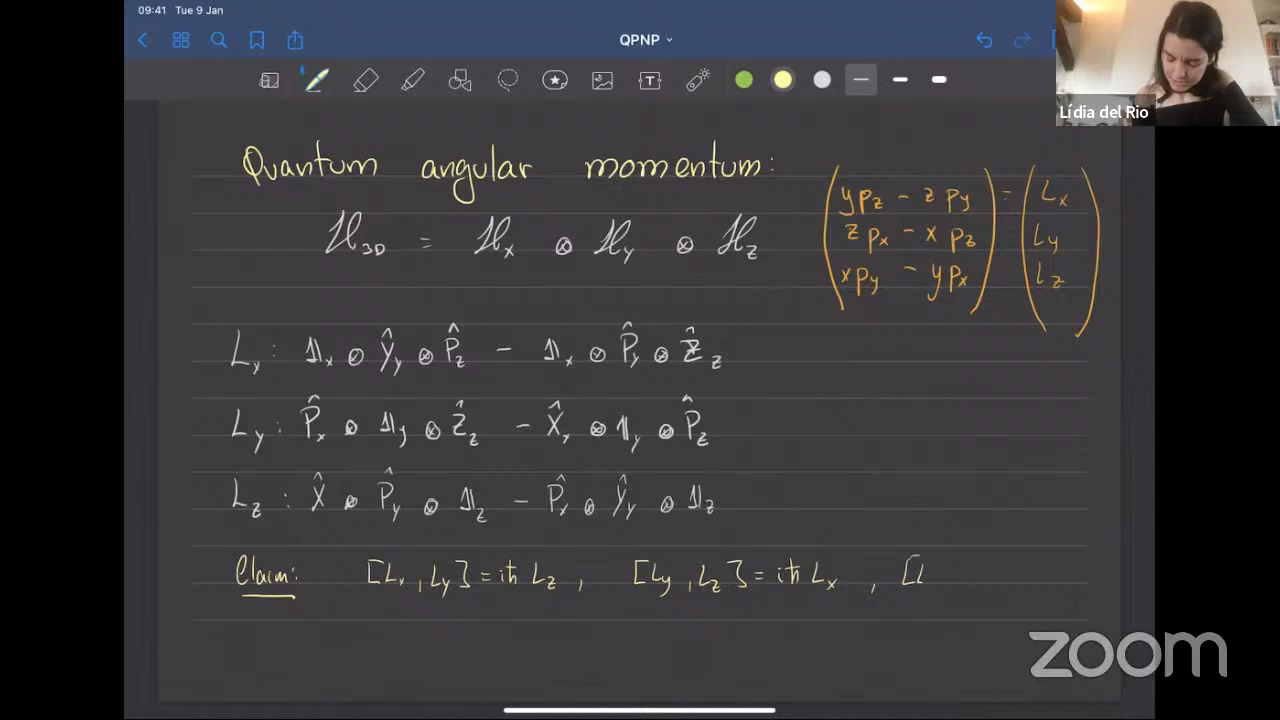 09:41 Tue 9 Jan
QPNP
Lídia del Rio
Quantum angular momentum:
ℋ₃D = ℋx ⊗ ℋy ⊗ ℋz
(y pz - z py) = (Lx)
(z px - x pz) (Ly)
(x py - y px) (Lz)
Lx : 𝟙x ⊗ Ŷy ⊗ P̂z - 𝟙x ⊗ P̂y ⊗ Ẑz
Ly : P̂x ⊗ 𝟙y ⊗ Ẑz - X̂x ⊗ 𝟙y ⊗ P̂z
Lz : X̂ ⊗ P̂y ⊗ 𝟙z - P̂x ⊗ Ŷy ⊗ 𝟙z
Claim: [Lx, Ly] = iħ Lz , [Ly, Lz] = iħ Lx , [L
zoom